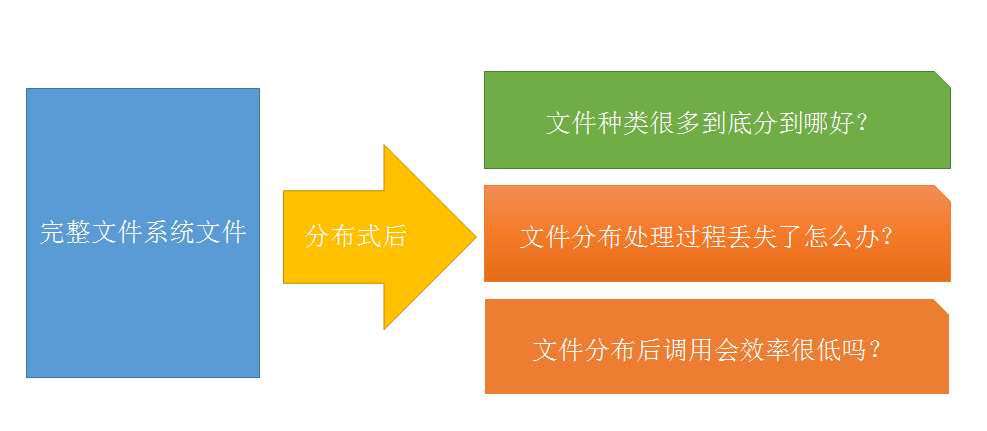 完整文件系统文件
分布式后
文件种类很多到底分到哪好？
文件分布处理过程丢失了怎么办？
文件分布后调用会效率很低吗？